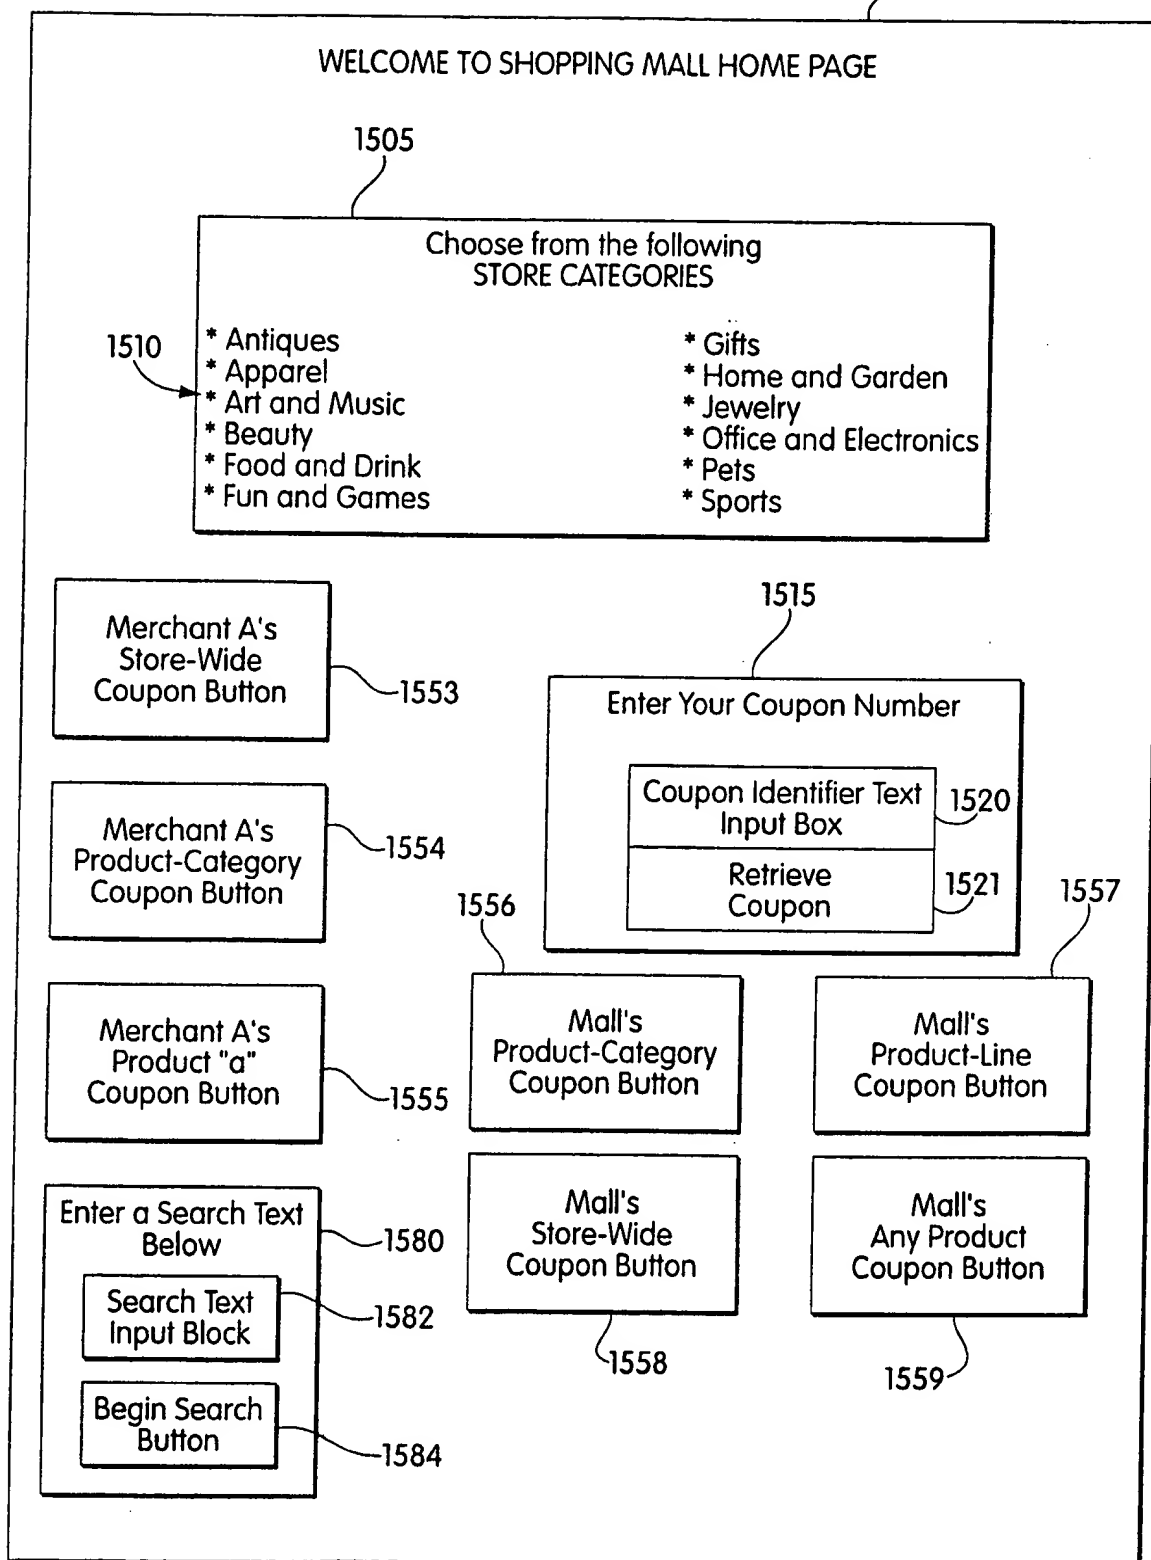 WELCOME TO SHOPPING MALL HOME PAGE
1505
Choose from the following
STORE CATEGORIES
1510
* Antiques
* Apparel
* Art and Music
* Beauty
* Food and Drink
* Fun and Games
* Gifts
* Home and Garden
* Jewelry
* Office and Electronics
* Pets
* Sports
Merchant A's
Store-Wide
Coupon Button
1553
1515
Enter Your Coupon Number
Coupon Identifier Text
Input Box
1520
Retrieve
Coupon
1521
Merchant A's
Product-Category
Coupon Button
1554
1556
1557
Merchant A's
Product "a"
Coupon Button
1555
Mall's
Product-Category
Coupon Button
Mall's
Product-Line
Coupon Button
Enter a Search Text
Below
1580
Search Text
Input Block
1582
Begin Search
Button
1584
Mall's
Store-Wide
Coupon Button
1558
Mall's
Any Product
Coupon Button
1559